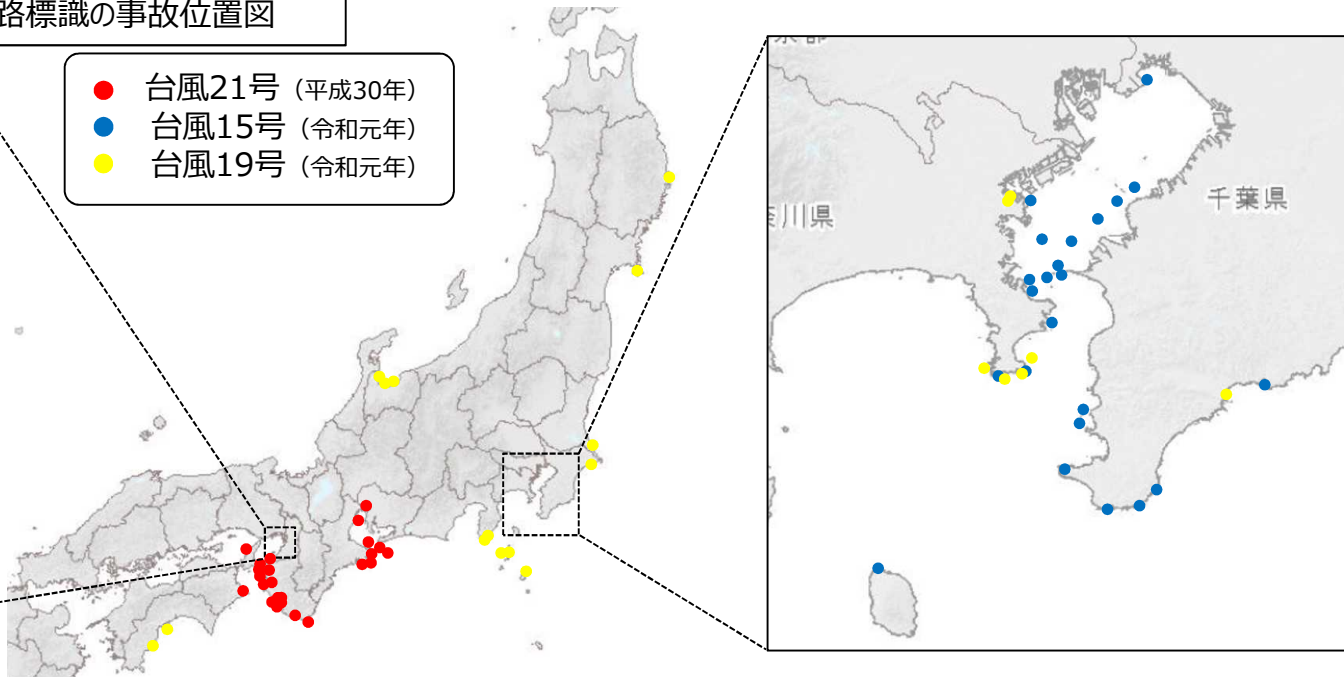 路標識の事故位置図
台風21号（平成30年）
台風15号（令和元年）
台風19号（令和元年）
千葉県
奈川県